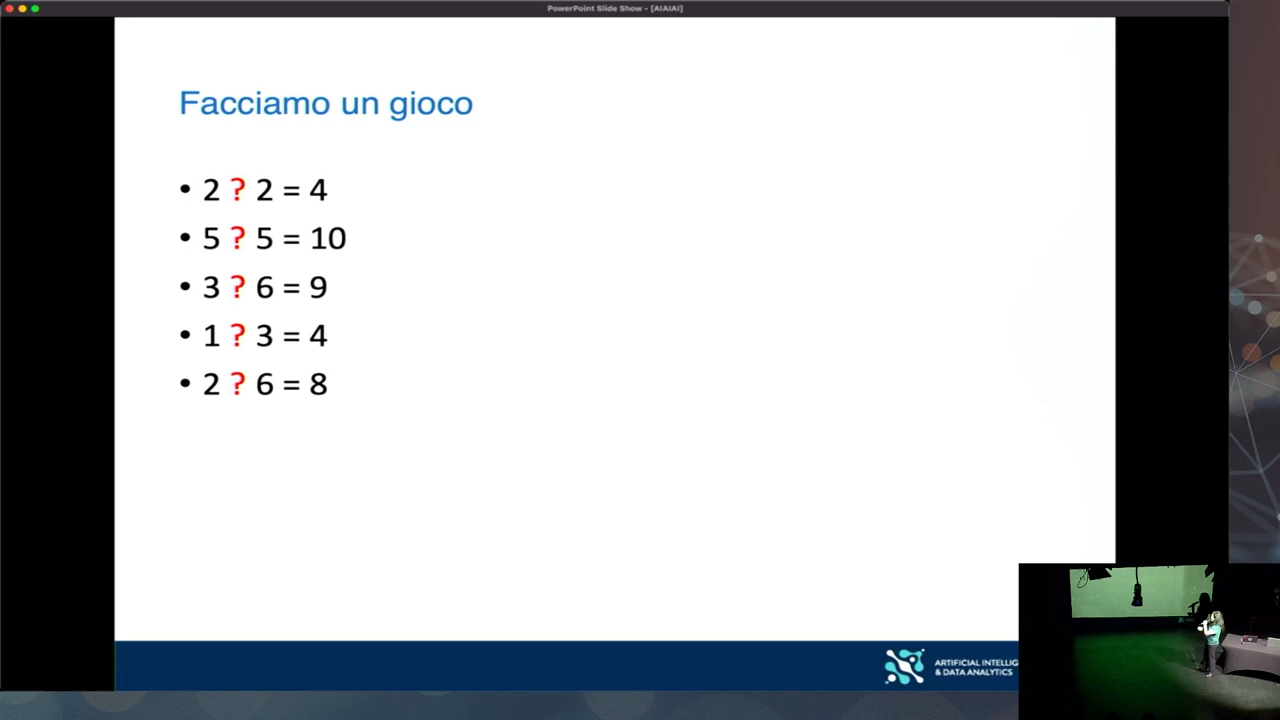 PowerPoint Slide Show - [AIAIAI]
Facciamo un gioco
• 2 ? 2 = 4
• 5 ? 5 = 10
• 3 ? 6 = 9
• 1 ? 3 = 4
• 2 ? 6 = 8
ARTIFICIAL INTELLIG
& DATA ANALYTICS